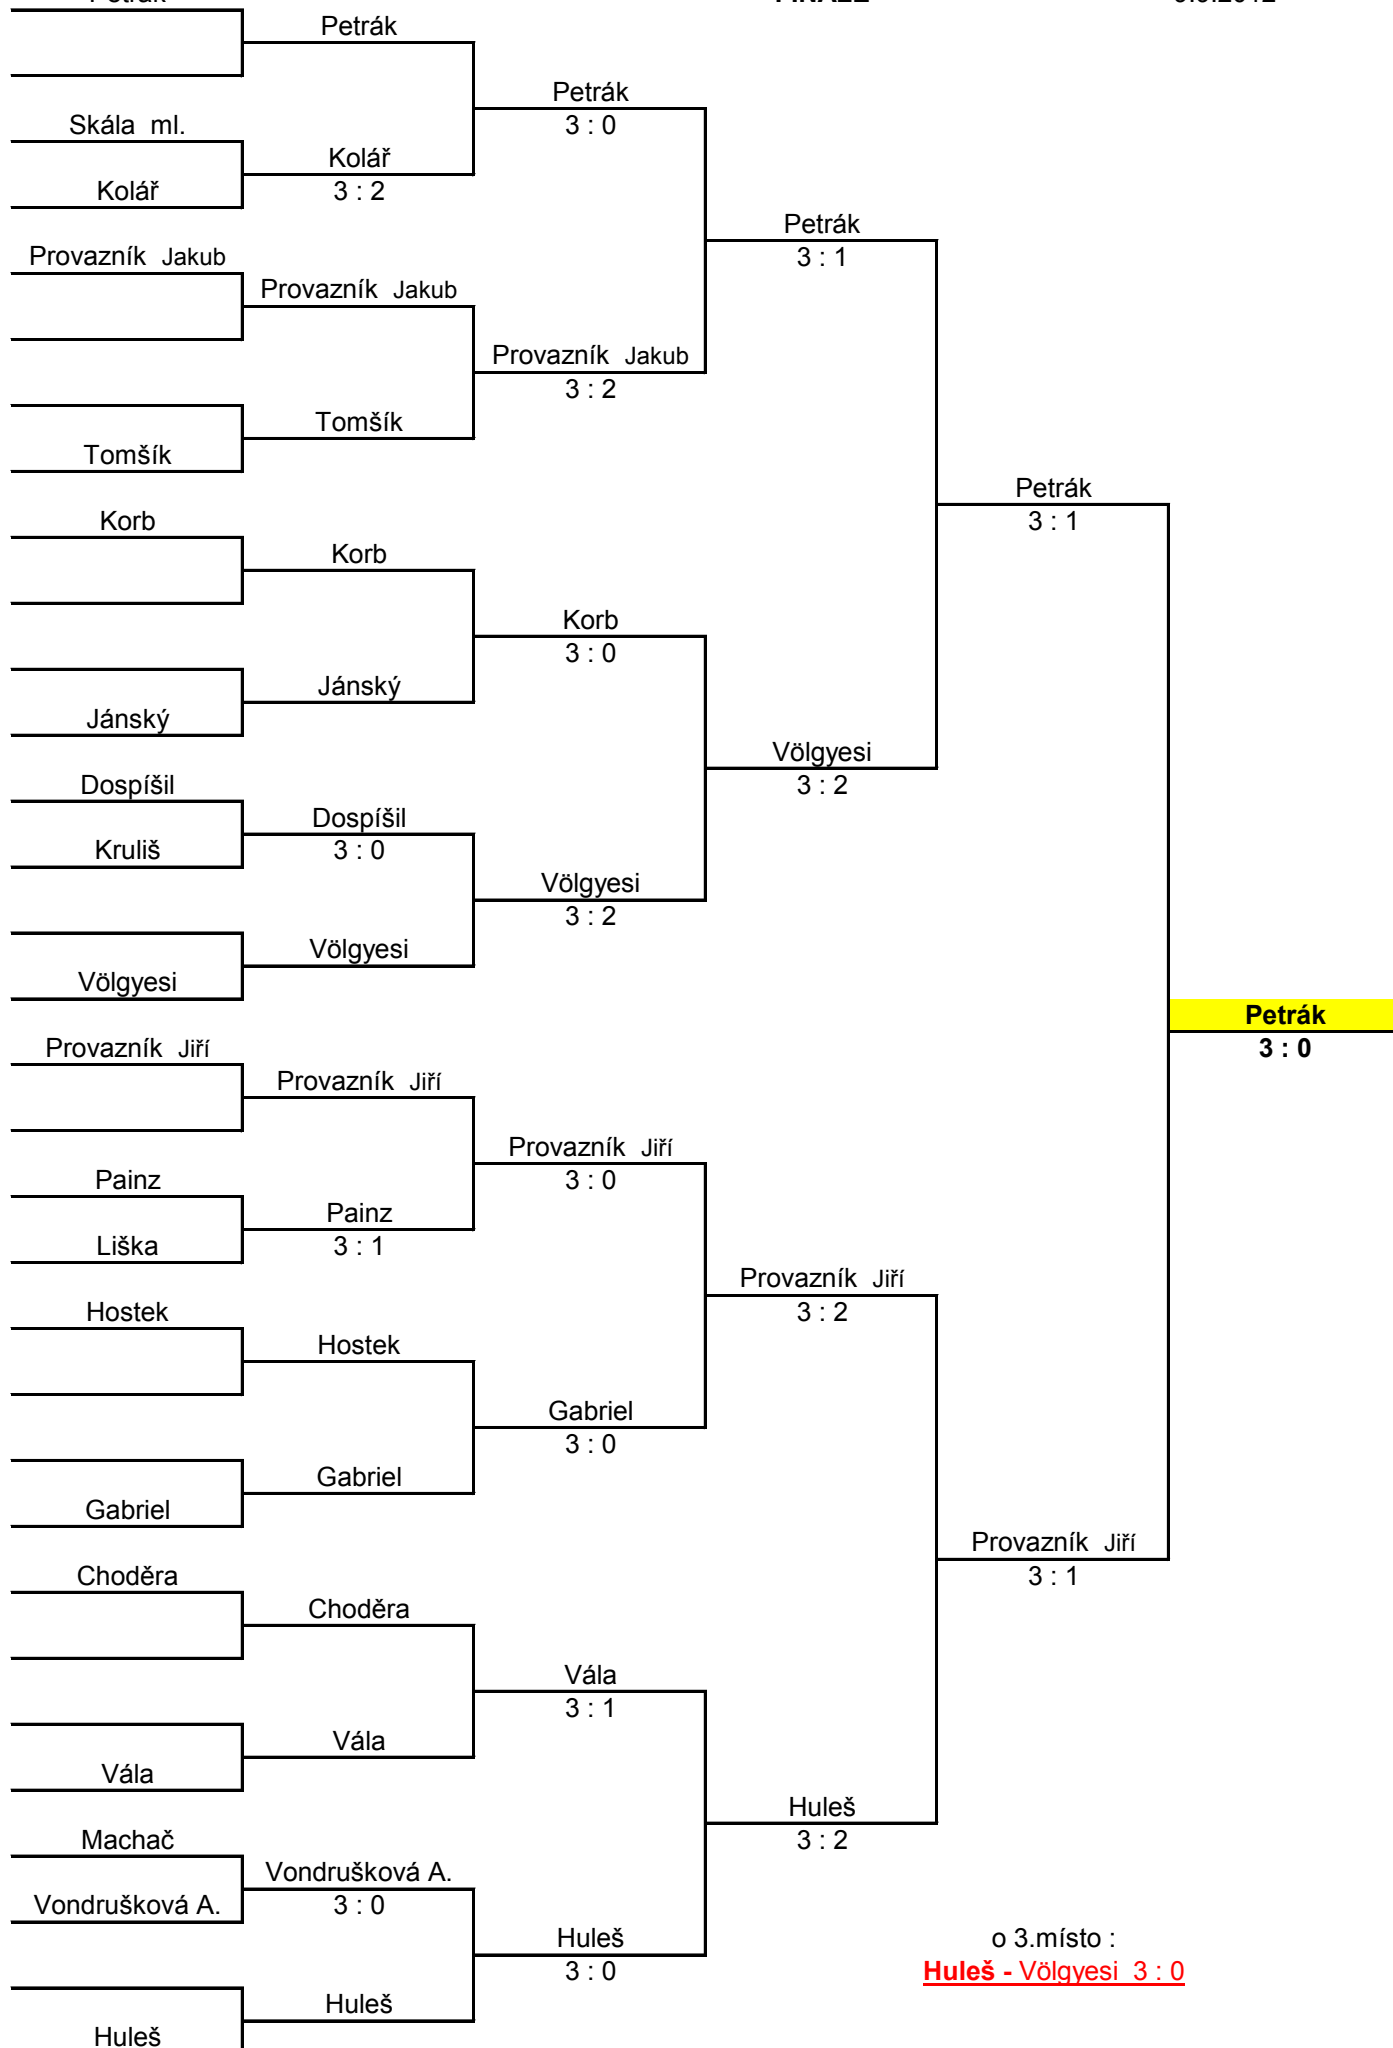 Petrák
Petrák
3 : 0
Skála ml.
Kolář
Kolář
3 : 2
Petrák
3 : 1
Provazník Jakub
Provazník Jakub
Provazník Jakub
3 : 2
Tomšík
Tomšík
Petrák
3 : 1
Korb
Korb
Korb
3 : 0
Jánský
Jánský
Völgyesi
3 : 2
Dospíšil
Dospíšil
Kruliš
3 : 0
Völgyesi
3 : 2
Völgyesi
Völgyesi
Petrák
3 : 0
Provazník Jiří
Provazník Jiří
Provazník Jiří
3 : 0
Painz
Painz
Liška
3 : 1
Provazník Jiří
3 : 2
Hostek
Hostek
Gabriel
3 : 0
Gabriel
Gabriel
Provazník Jiří
3 : 1
Choděra
Choděra
Vála
3 : 1
Vála
Vála
Huleš
3 : 2
Machač
Vondrušková A.
Vondrušková A.
3 : 0
Huleš
3 : 0
o 3.místo :
Huleš - Völgyesi 3 : 0
Huleš
Huleš